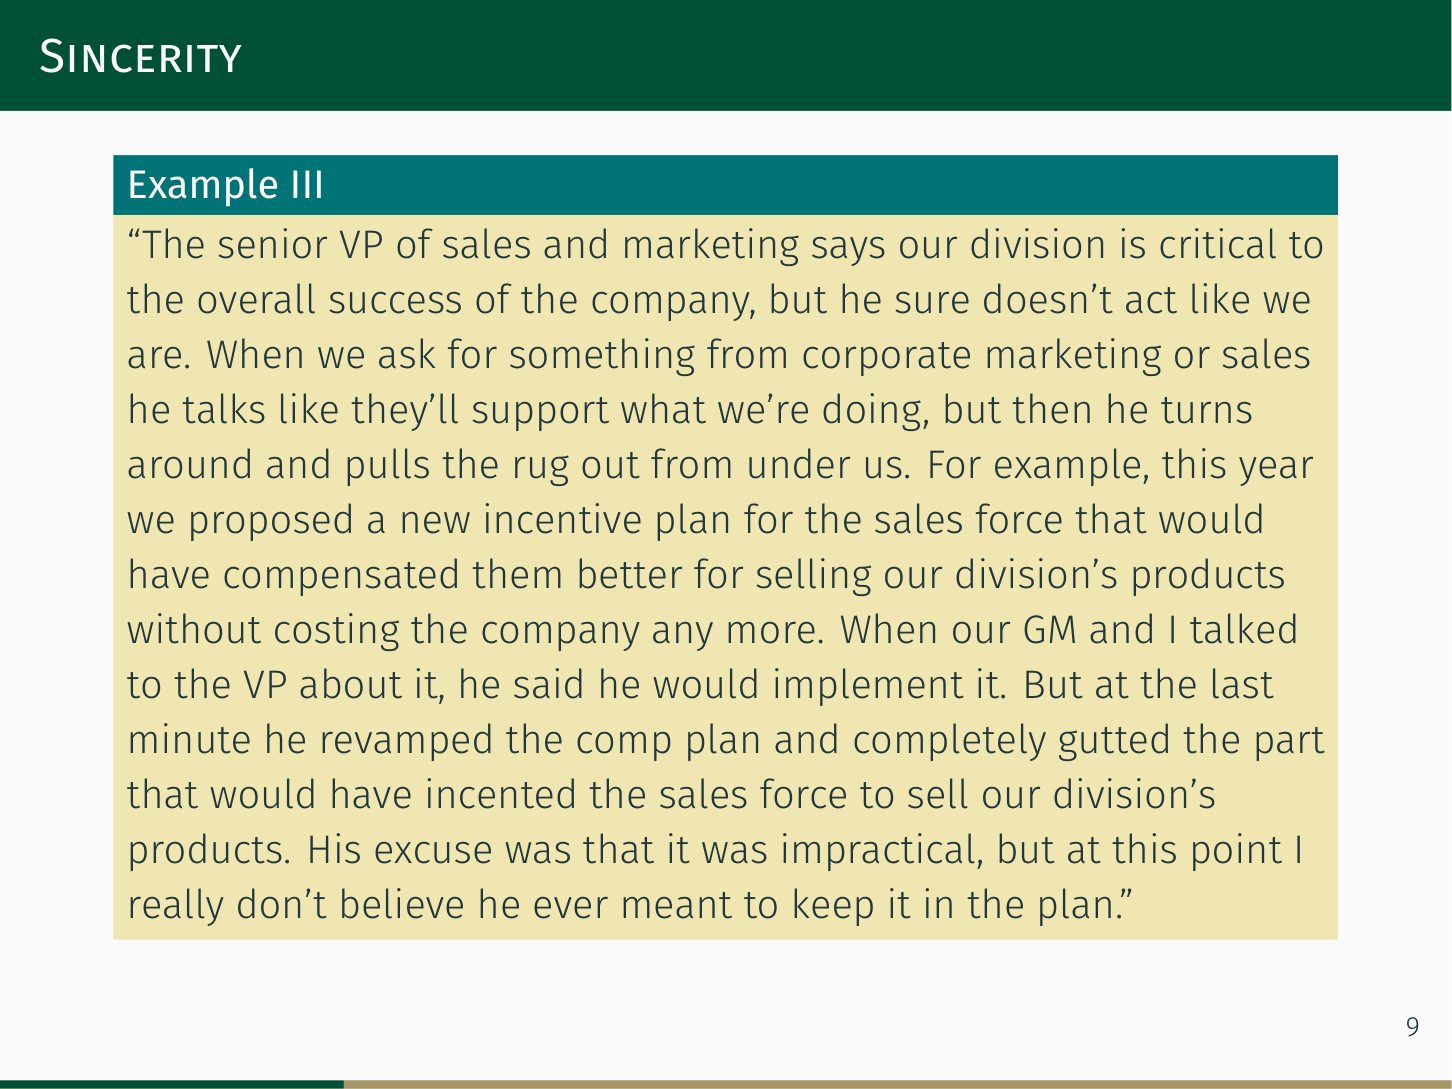 Sincerity
Example III
“The senior VP of sales and marketing says our division is critical to
the overall success of the company, but he sure doesn’t act like we
are. When we ask for something from corporate marketing or sales
he talks like they’ll support what we’re doing, but then he turns
around and pulls the rug out from under us. For example, this year
we proposed a new incentive plan for the sales force that would
have compensated them better for selling our division’s products
without costing the company any more. When our GM and I talked
to the VP about it, he said he would implement it. But at the last
minute he revamped the comp plan and completely gutted the part
that would have incented the sales force to sell our division’s
products. His excuse was that it was impractical, but at this point I
really don’t believe he ever meant to keep it in the plan.”
9